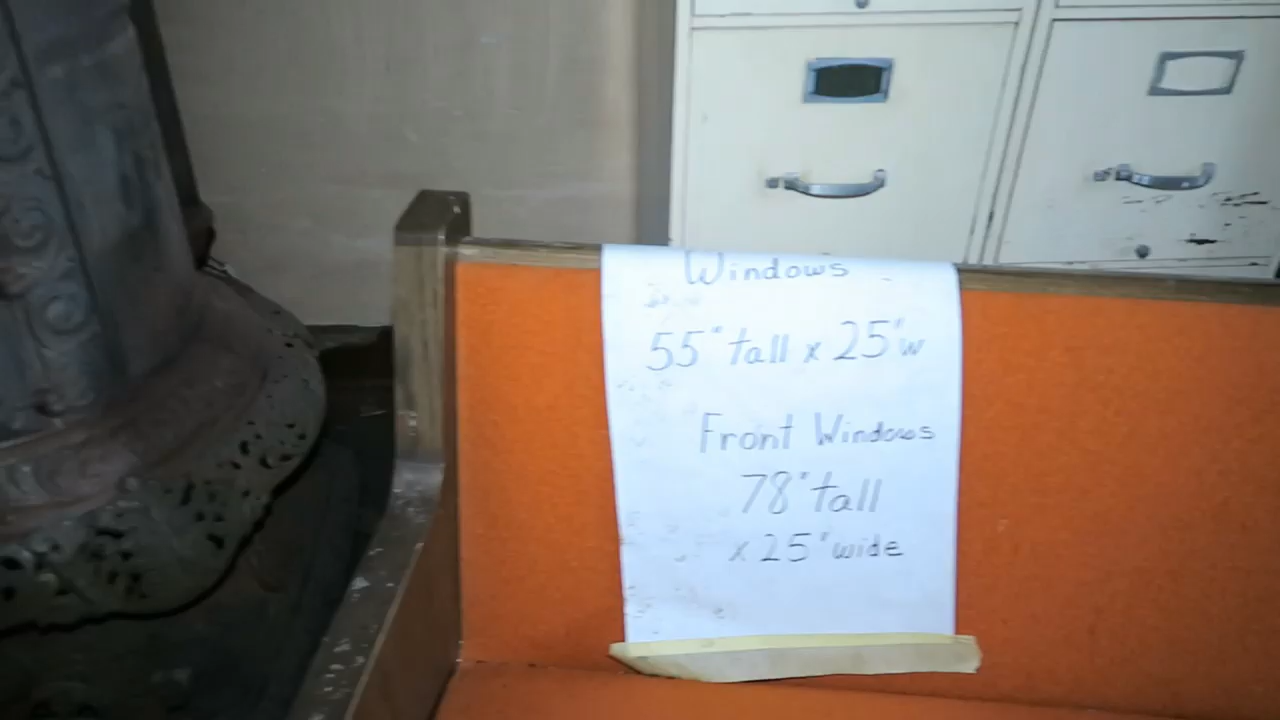 Windows
55" tall x 25"w
Front Windows
78" tall
x 25" wide